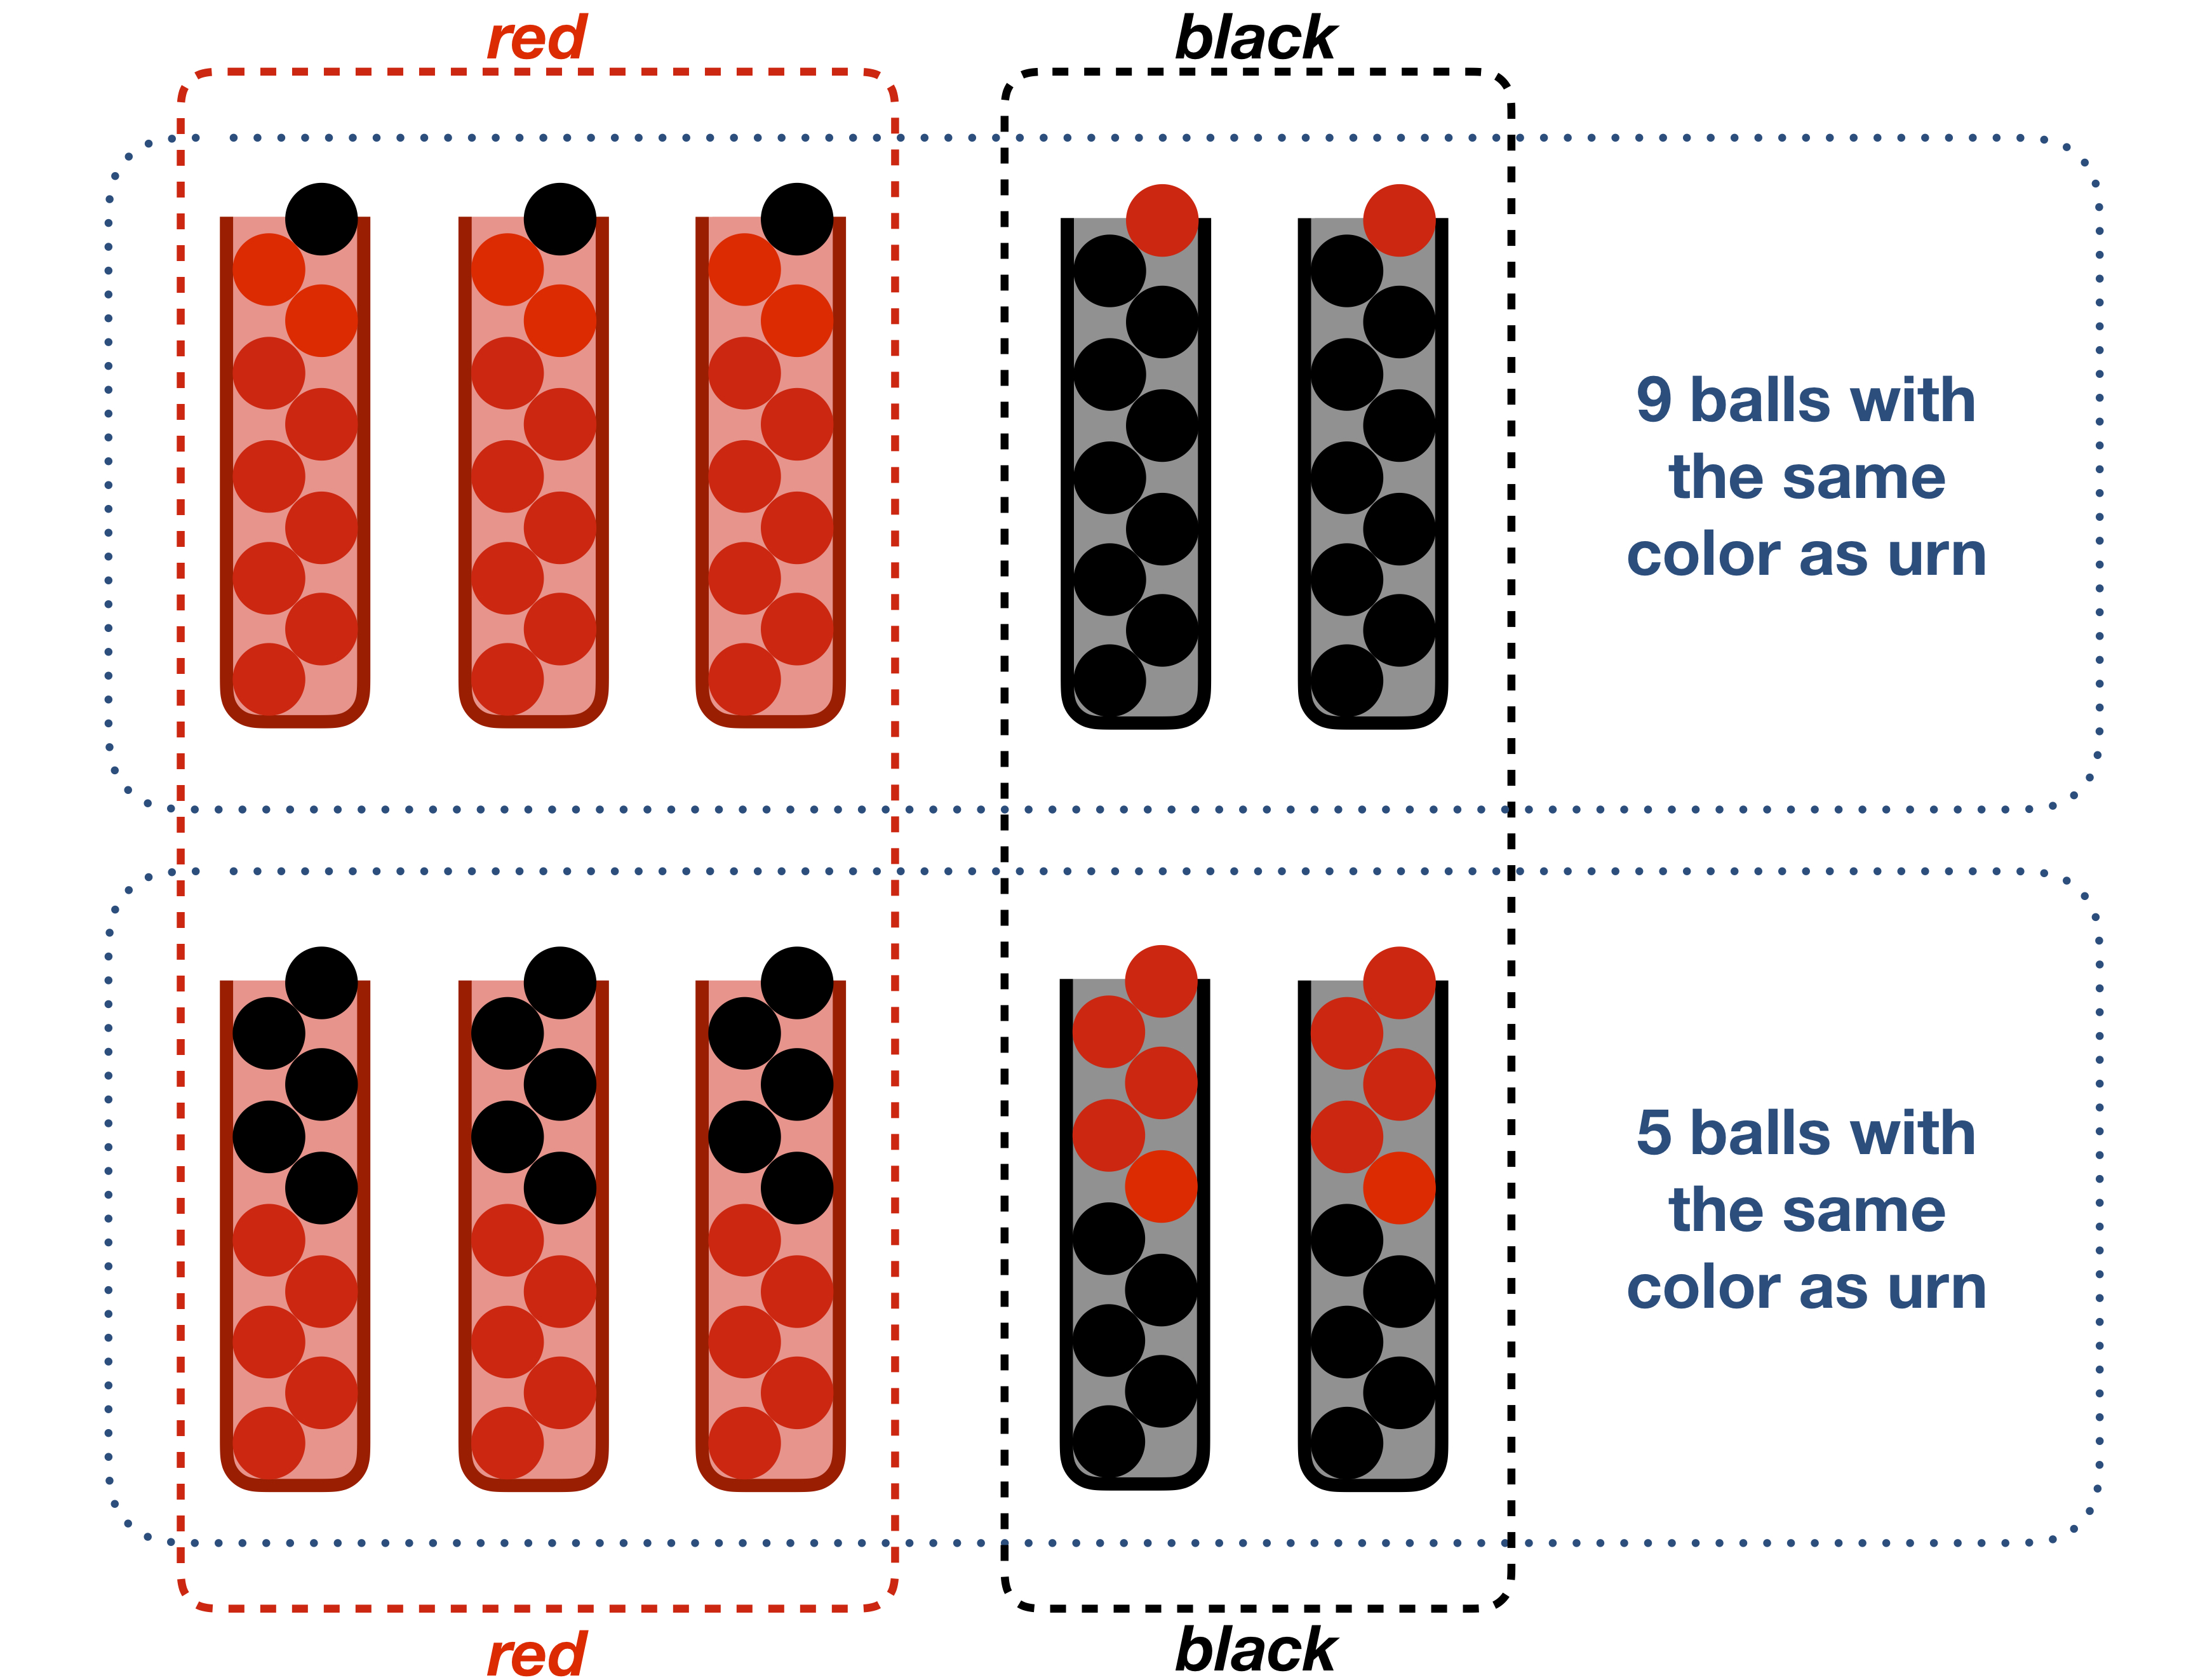 red
black
9 balls with
the same
color as urn
5 balls with
the same
color as urn
red
black